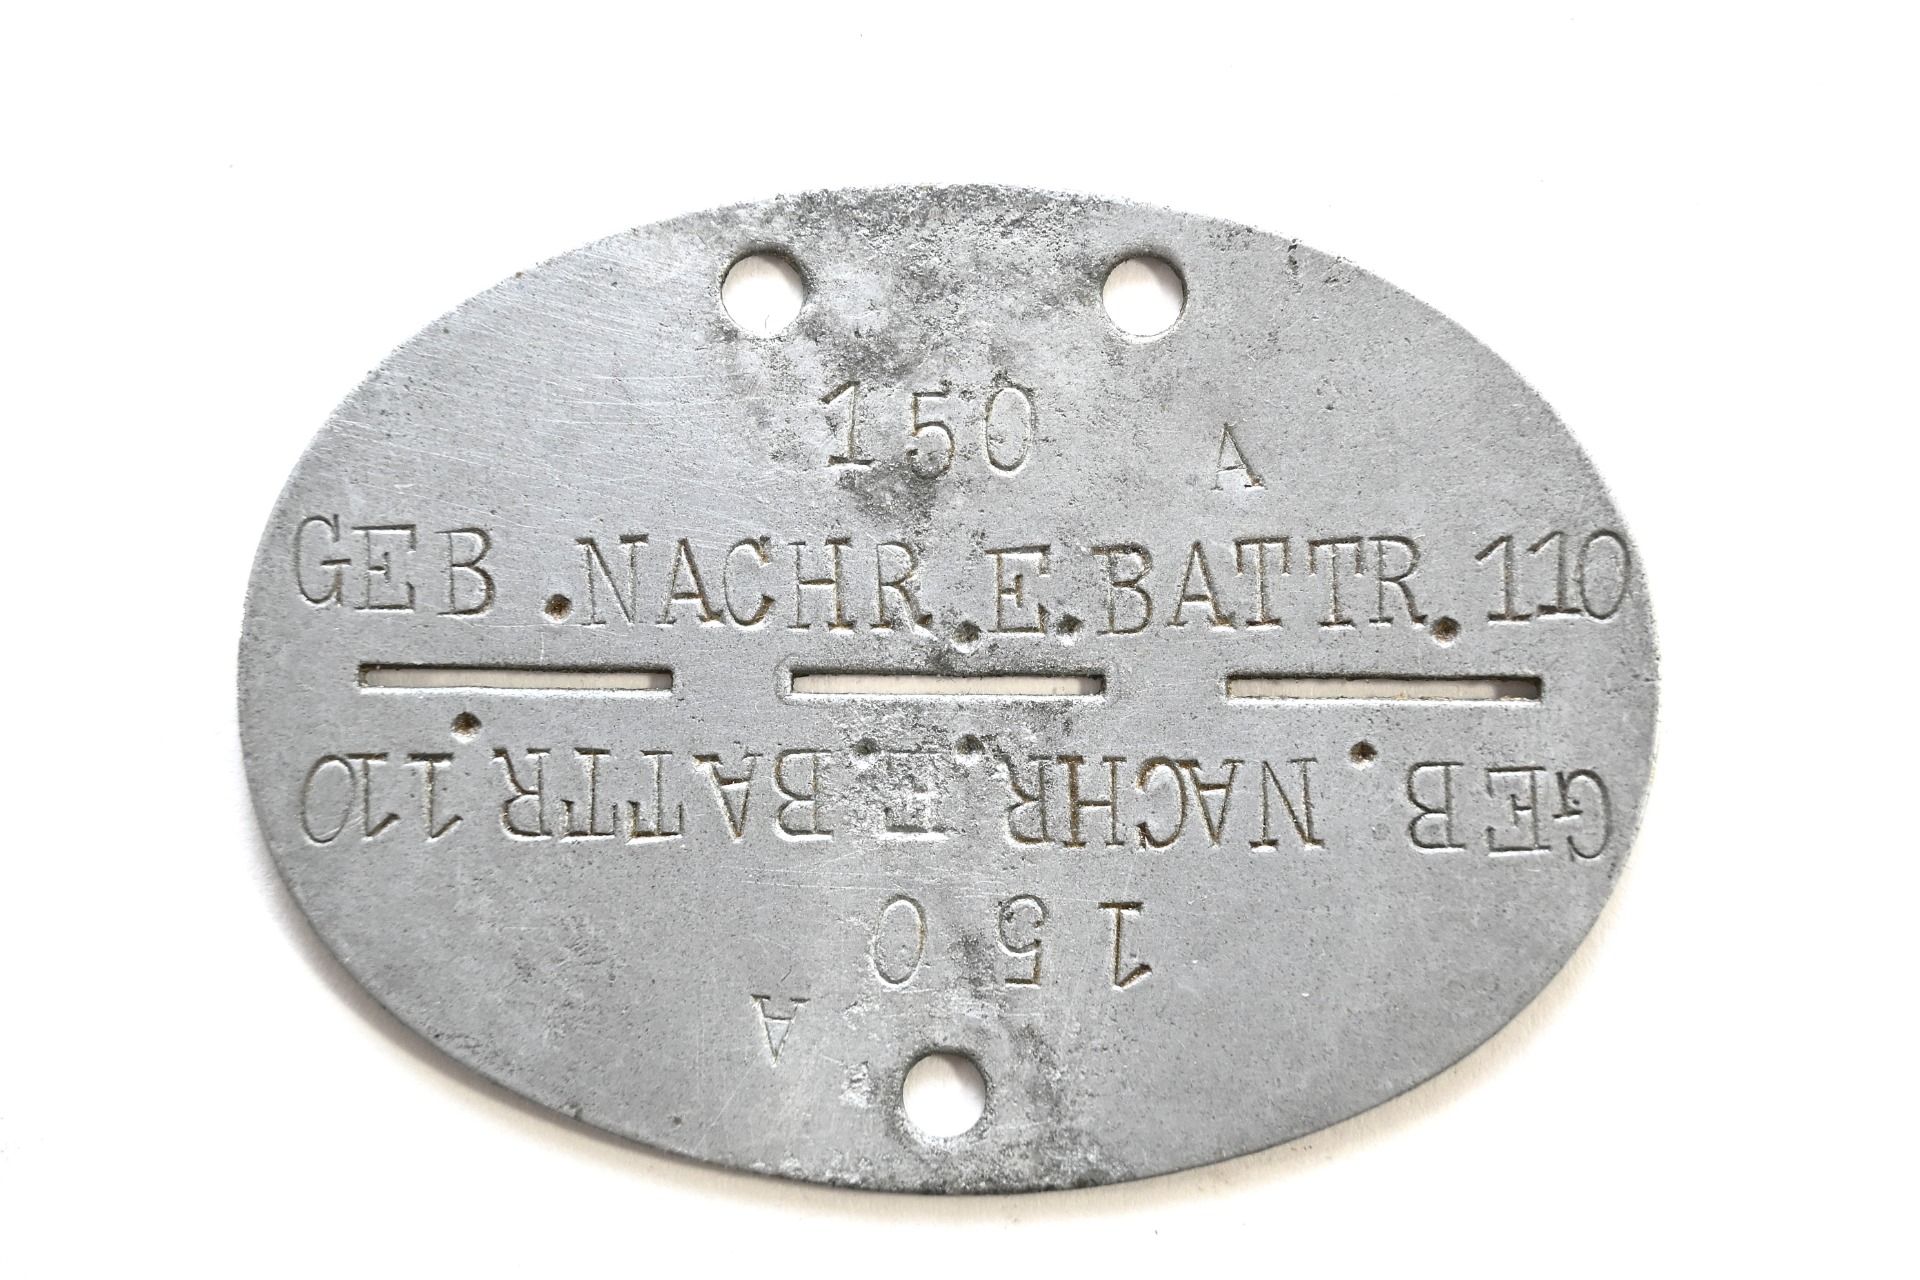 150
A
GEB.NACHR.E.BATTR.110
GEB. NACHR.E.BATTR.110
150
A